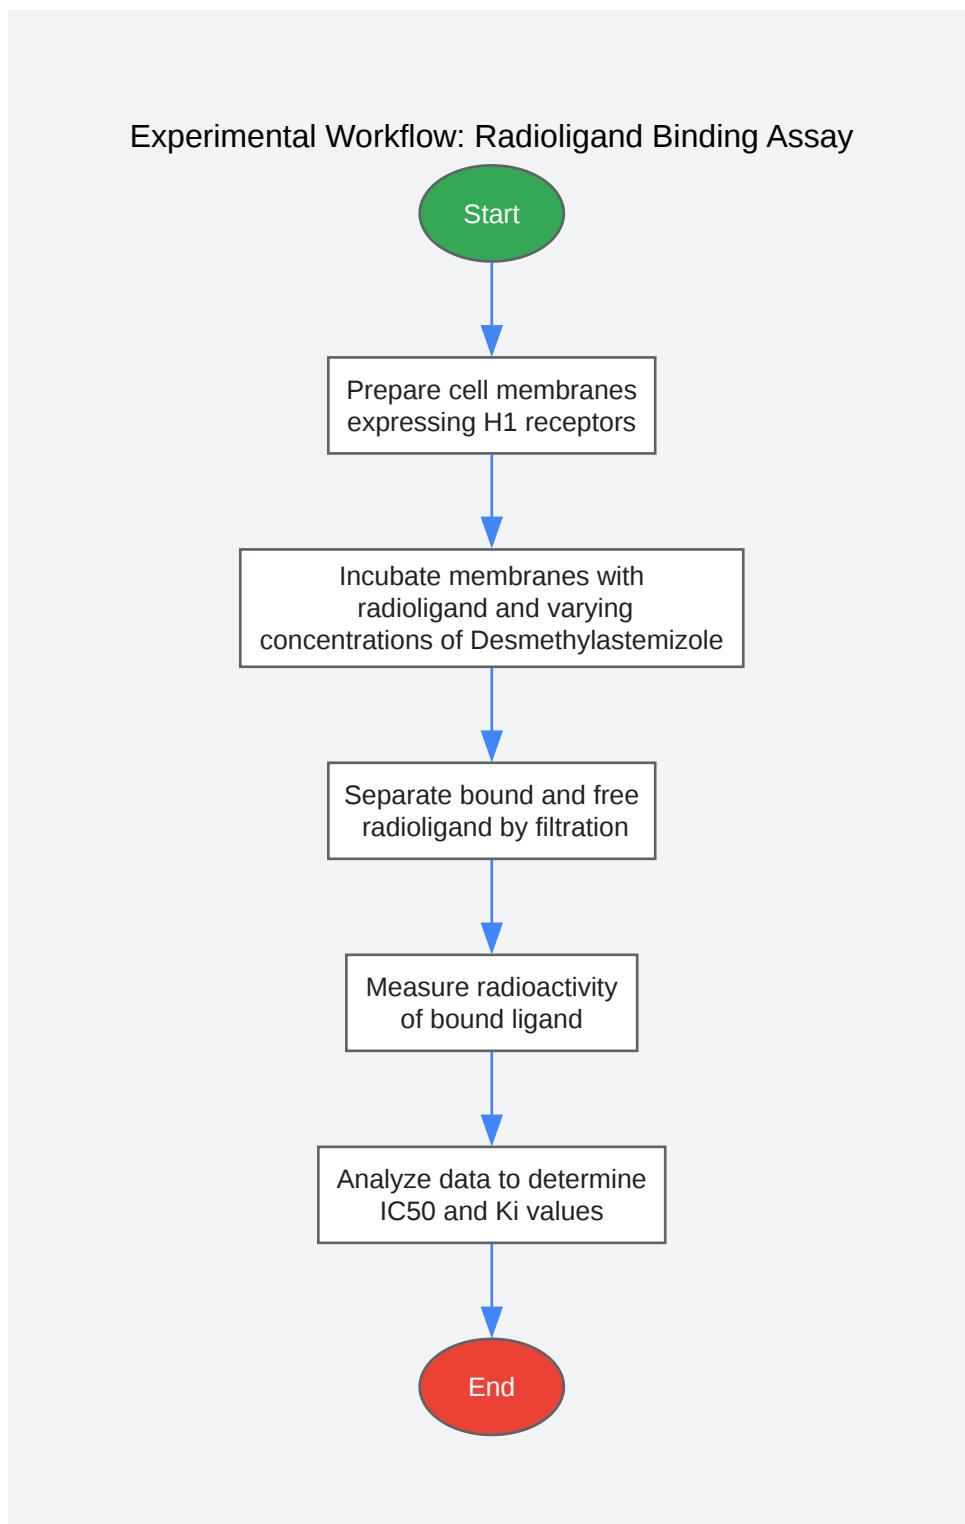 Experimental Workflow: Radioligand Binding Assay
Start
Prepare cell membranes
expressing H1 receptors
Incubate membranes with
radioligand and varying
concentrations of Desmethylastemizole
Separate bound and free
radioligand by filtration
Measure radioactivity
of bound ligand
Analyze data to determine
IC50 and Ki values
End